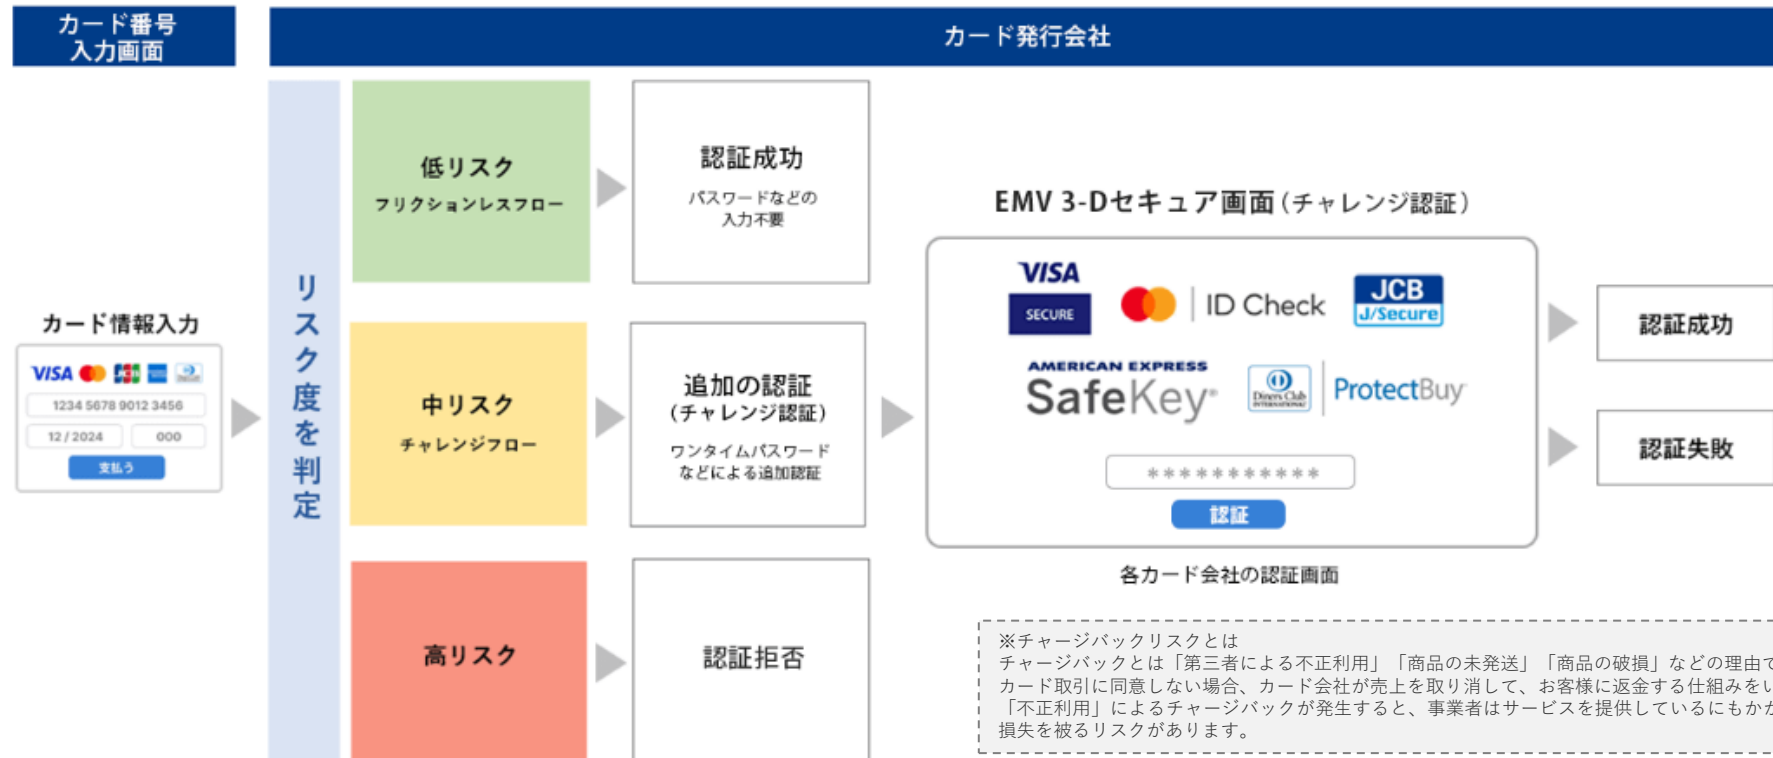 カード番号
入力画面
カード発行会社
カード情報入力
VISA JCB
1234 5678 9012 3456
12 / 2024 000
支払う
リスク度を判定
低リスク
フリクションレスフロー
認証成功
パスワードなどの
入力不要
中リスク
チャレンジフロー
追加の認証
(チャレンジ認証)
ワンタイムパスワード
などによる追加認証
高リスク
認証拒否
EMV 3-Dセキュア画面(チャレンジ認証)
VISA
SECURE
ID Check
JCB
J/Secure
AMERICAN EXPRESS
SafeKey®
Diners Club
INTERNATIONAL
ProtectBuy
***********
認証
各カード会社の認証画面
認証成功
認証失敗
※チャージバックリスクとは
チャージバックとは「第三者による不正利用」「商品の未発送」「商品の破損」などの理由で
カード取引に同意しない場合、カード会社が売上を取り消して、お客様に返金する仕組みをい
「不正利用」によるチャージバックが発生すると、事業者はサービスを提供しているにもかか
損失を被るリスクがあります。